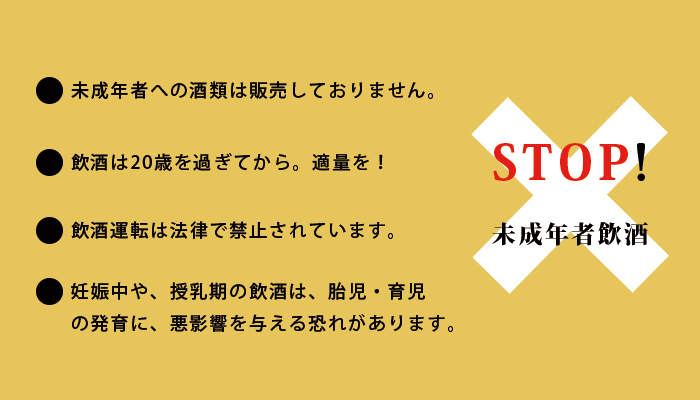 未成年者への酒類は販売しておりません。
飲酒は20歳を過ぎてから。適量を！
飲酒運転は法律で禁止されています。
妊娠中や、授乳期の飲酒は、胎児・育児
の発育に、悪影響を与える恐れがあります。
STOP!
未成年者飲酒